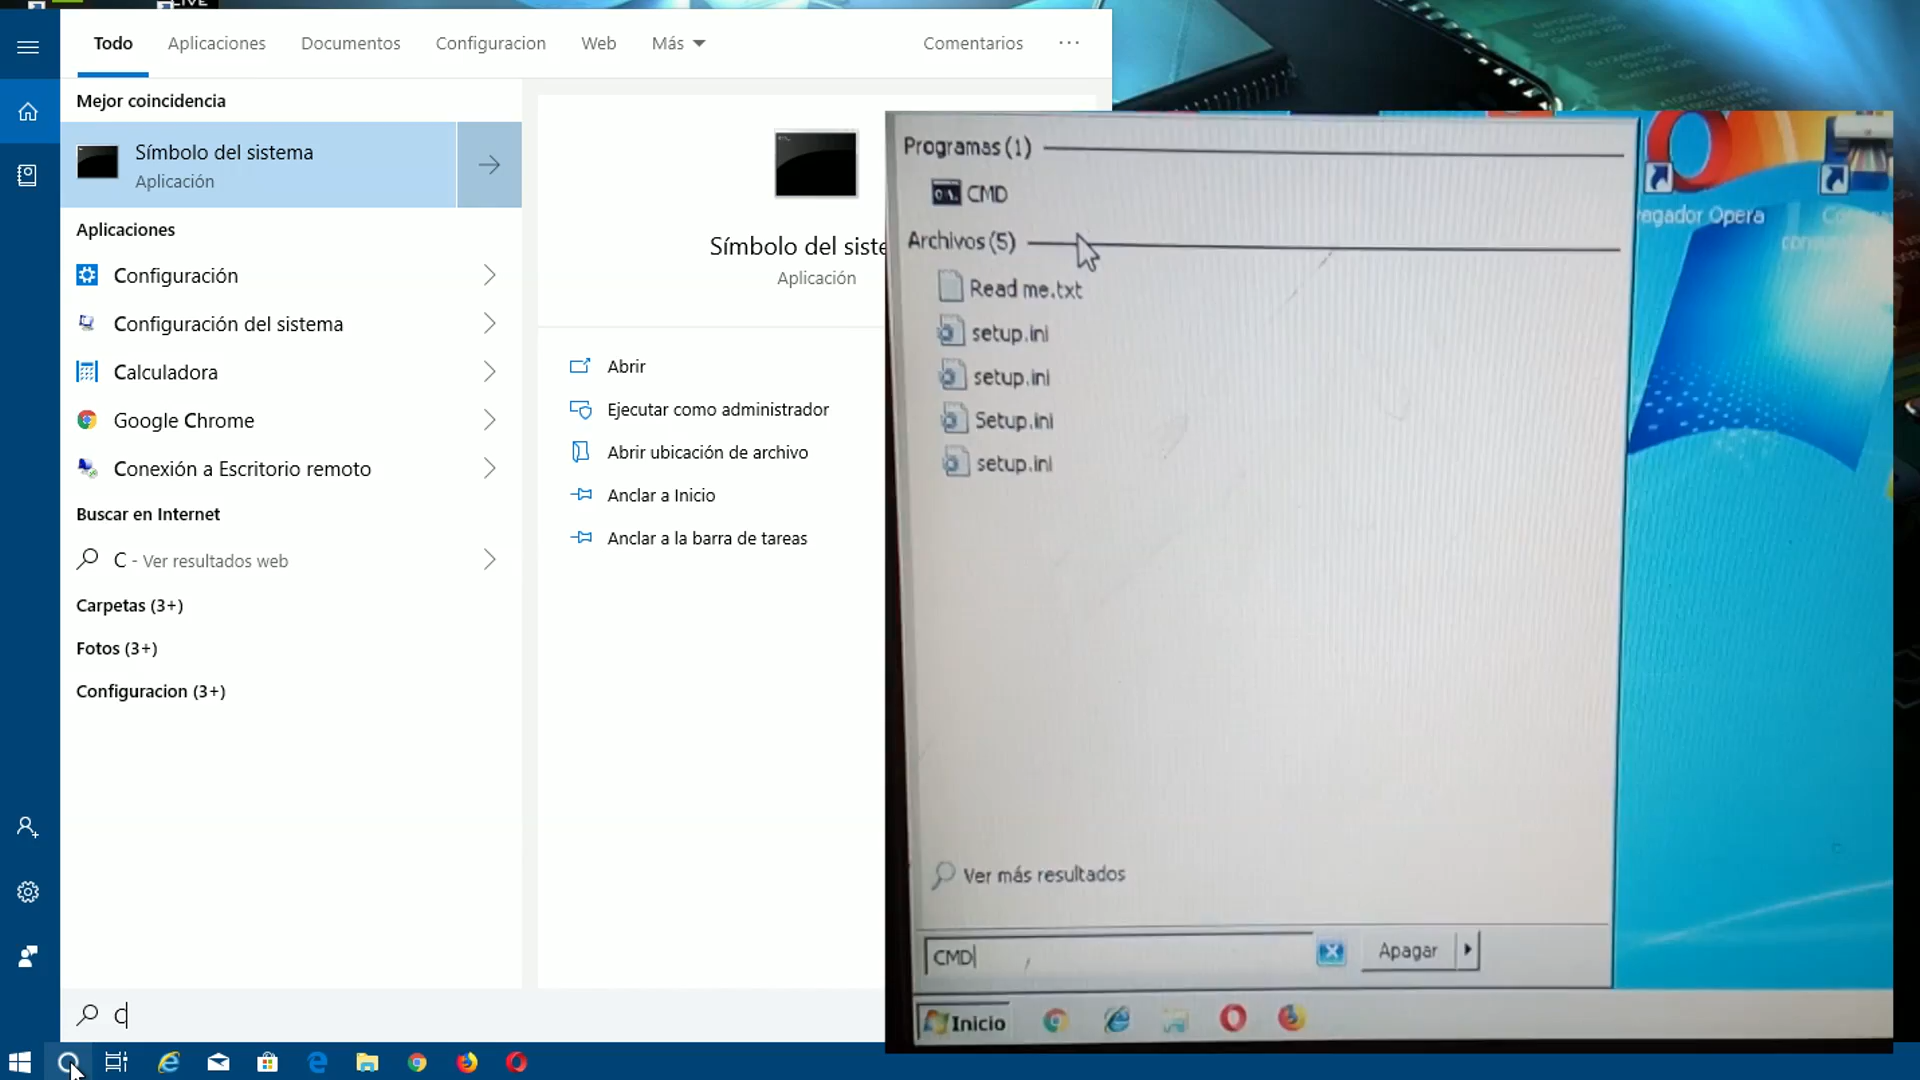 LIVE
Todo
Aplicaciones
Documentos
Configuracion
Web
Más
Comentarios
Mejor coincidencia
Símbolo del sistema
Aplicación
Aplicaciones
Configuración
Configuración del sistema
Calculadora
Google Chrome
Conexión a Escritorio remoto
Buscar en Internet
C - Ver resultados web
Carpetas (3+)
Fotos (3+)
Configuracion (3+)
C
Símbolo del siste
Aplicación
Abrir
Ejecutar como administrador
Abrir ubicación de archivo
Anclar a Inicio
Anclar a la barra de tareas
Programas (1)
CMD
Archivos (5)
Read me.txt
setup.ini
setup.ini
Setup.ini
setup.ini
Ver más resultados
CMD
Apagar
Inicio
vegador Opera